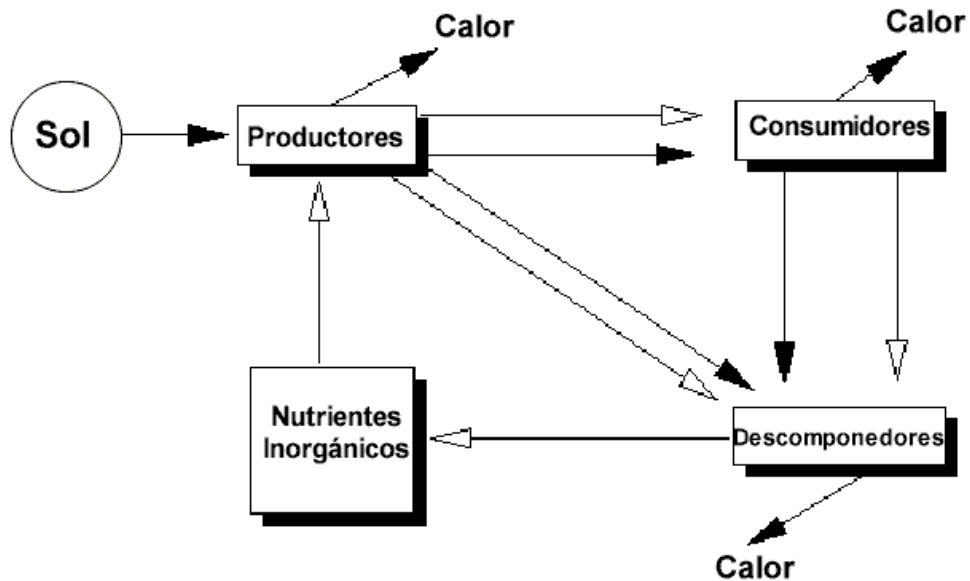 Calor
Calor
Sol
Productores
Consumidores
Nutrientes
Inorgánicos
Descomponedores
Calor